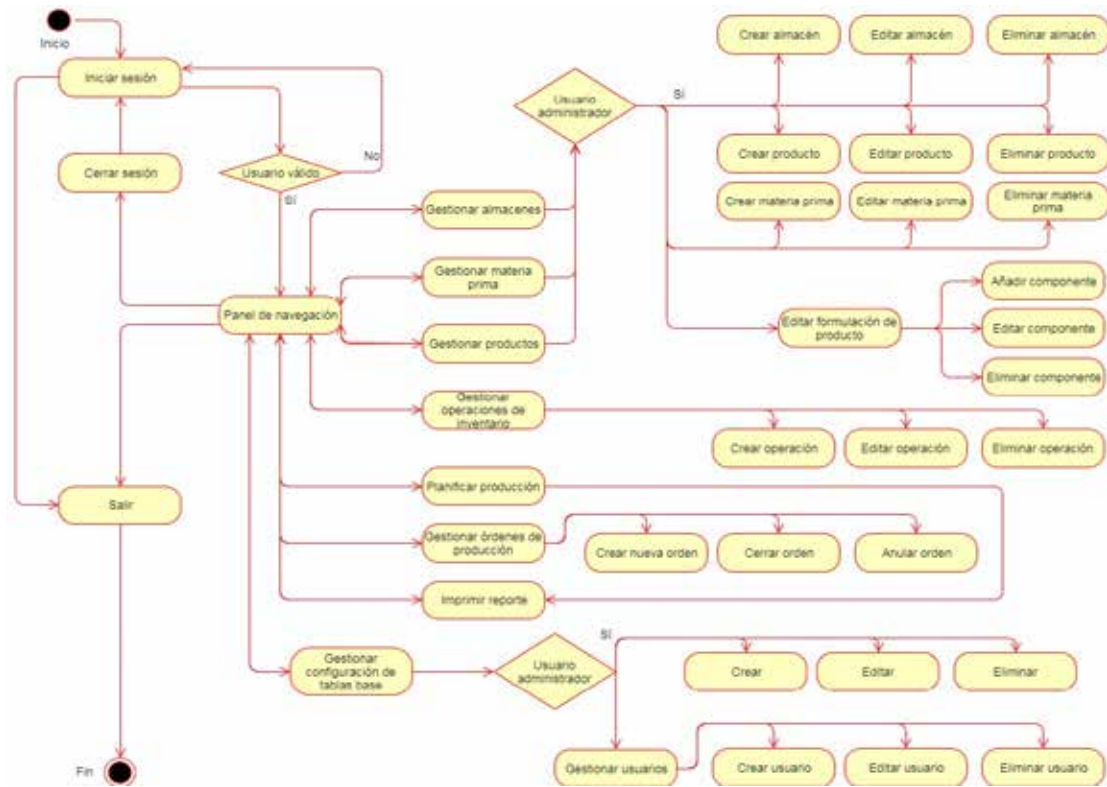 Inicio
Iniciar sesión
Cerrar sesión
Usuario válido
No
Sí
Panel de navegación
Salir
Fin
Gestionar almacenes
Gestionar materia
prima
Gestionar productos
Gestionar
operaciones de
inventario
Planificar producción
Gestionar órdenes de
producción
Imprimir reporte
Gestionar
configuración de
tablas base
Usuario
administrador
Sí
Crear almacén
Editar almacén
Eliminar almacén
Crear producto
Editar producto
Eliminar producto
Crear materia prima
Editar materia prima
Eliminar materia
prima
Editar formulación de
producto
Añadir componente
Editar componente
Eliminar componente
Crear operación
Editar operación
Eliminar operación
Crear nueva orden
Cerrar orden
Anular orden
Usuario
administrador
Sí
Crear
Editar
Eliminar
Gestionar usuarios
Crear usuario
Editar usuario
Eliminar usuario